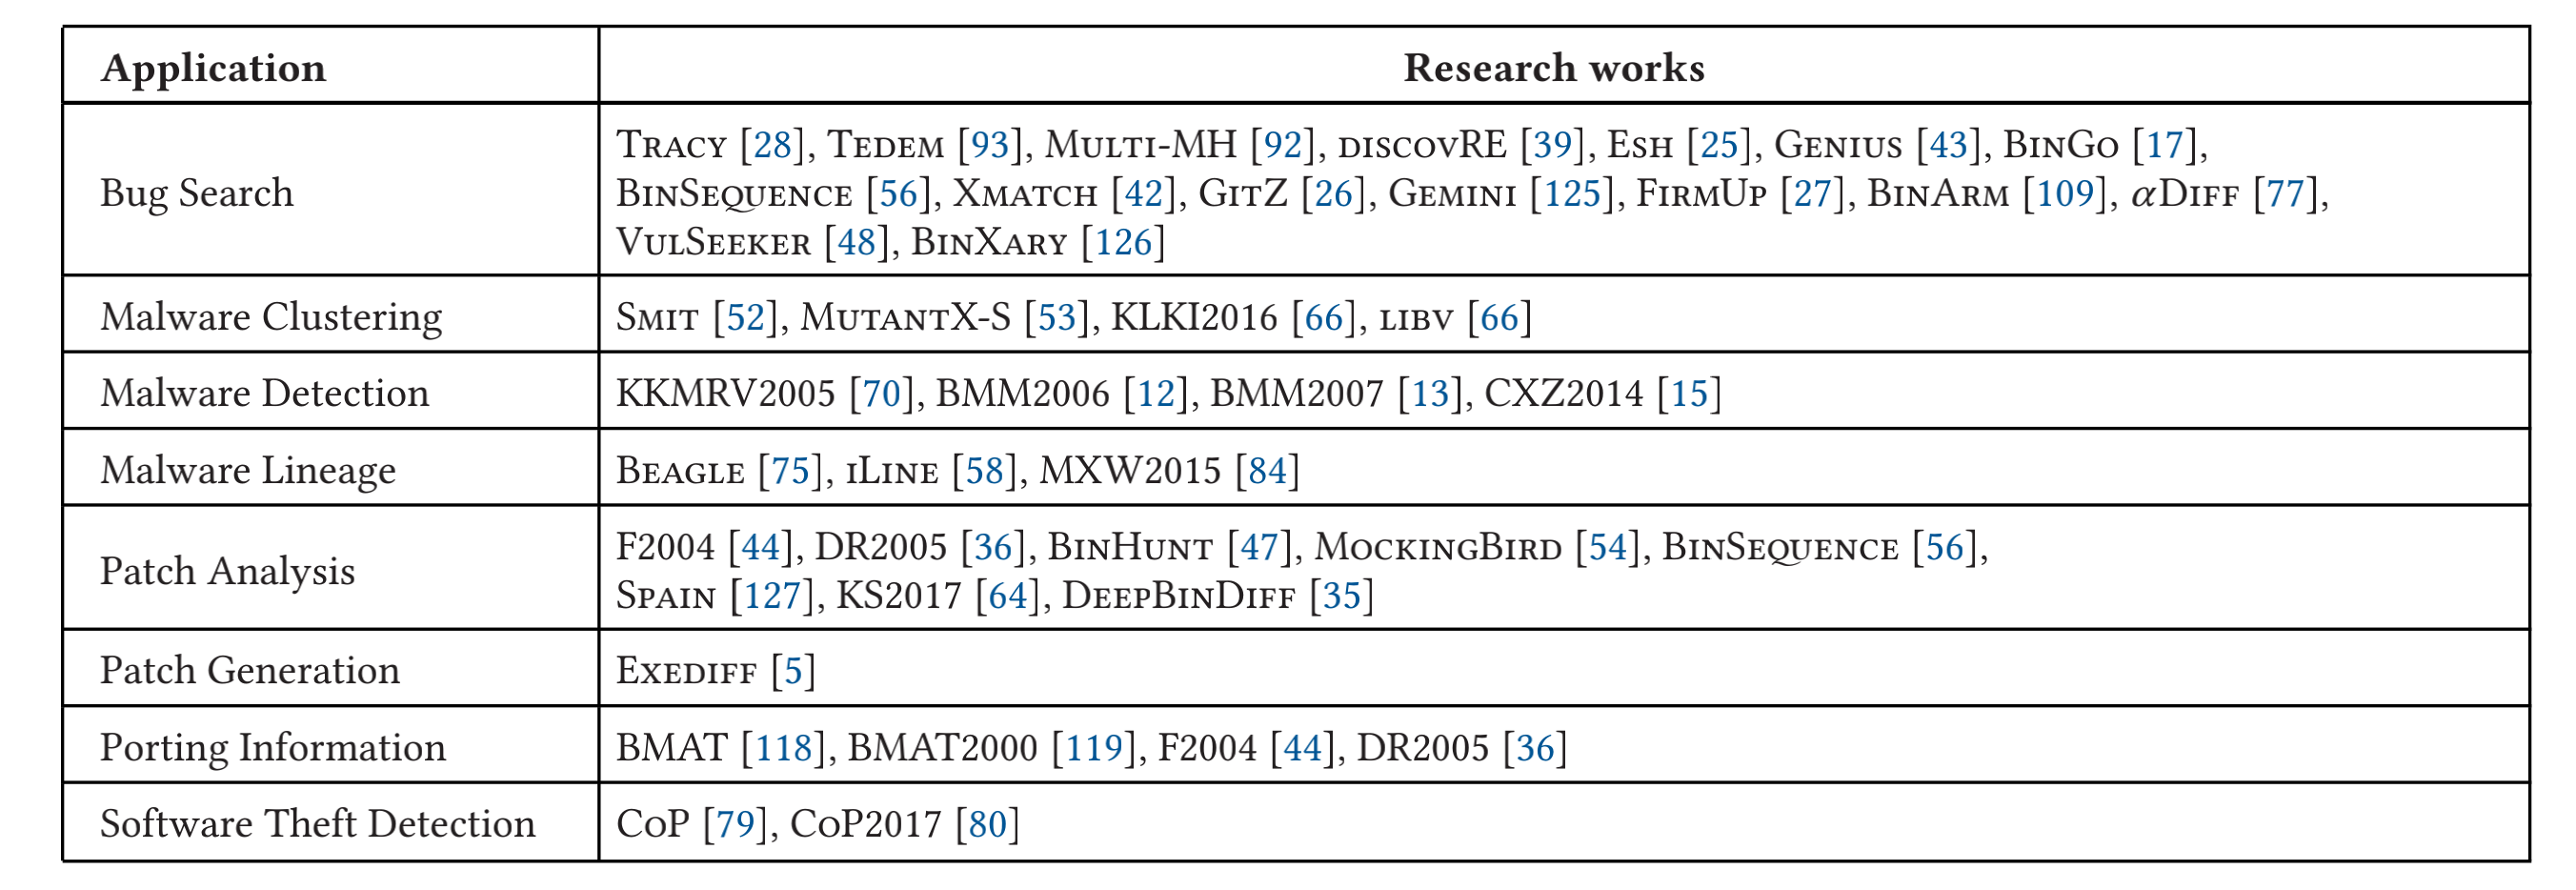 Application Research works
Tracy [28], Tedem [93], Multi-MH [92], discovRE [39], Esh [25], Genius [43], BinGo [17],
Bug Search BinSequence [56], Xmatch [42], GitZ [26], Gemini [125], FirmUp [27], BinArm [109], αDiff [77],
VulSeeker [48], BinXary [126]
Malware Clustering Smit [52], MutantX-S [53], KLKI2016 [66], libv [66]
Malware Detection KKMRV2005 [70], BMM2006 [12], BMM2007 [13], CXZ2014 [15]
Malware Lineage Beagle [75], iLine [58], MXW2015 [84]
Patch Analysis F2004 [44], DR2005 [36], BinHunt [47], MockingBird [54], BinSequence [56],
Spain [127], KS2017 [64], DeepBinDiff [35]
Patch Generation Exediff [5]
Porting Information BMAT [118], BMAT2000 [119], F2004 [44], DR2005 [36]
Software Theft Detection CoP [79], CoP2017 [80]